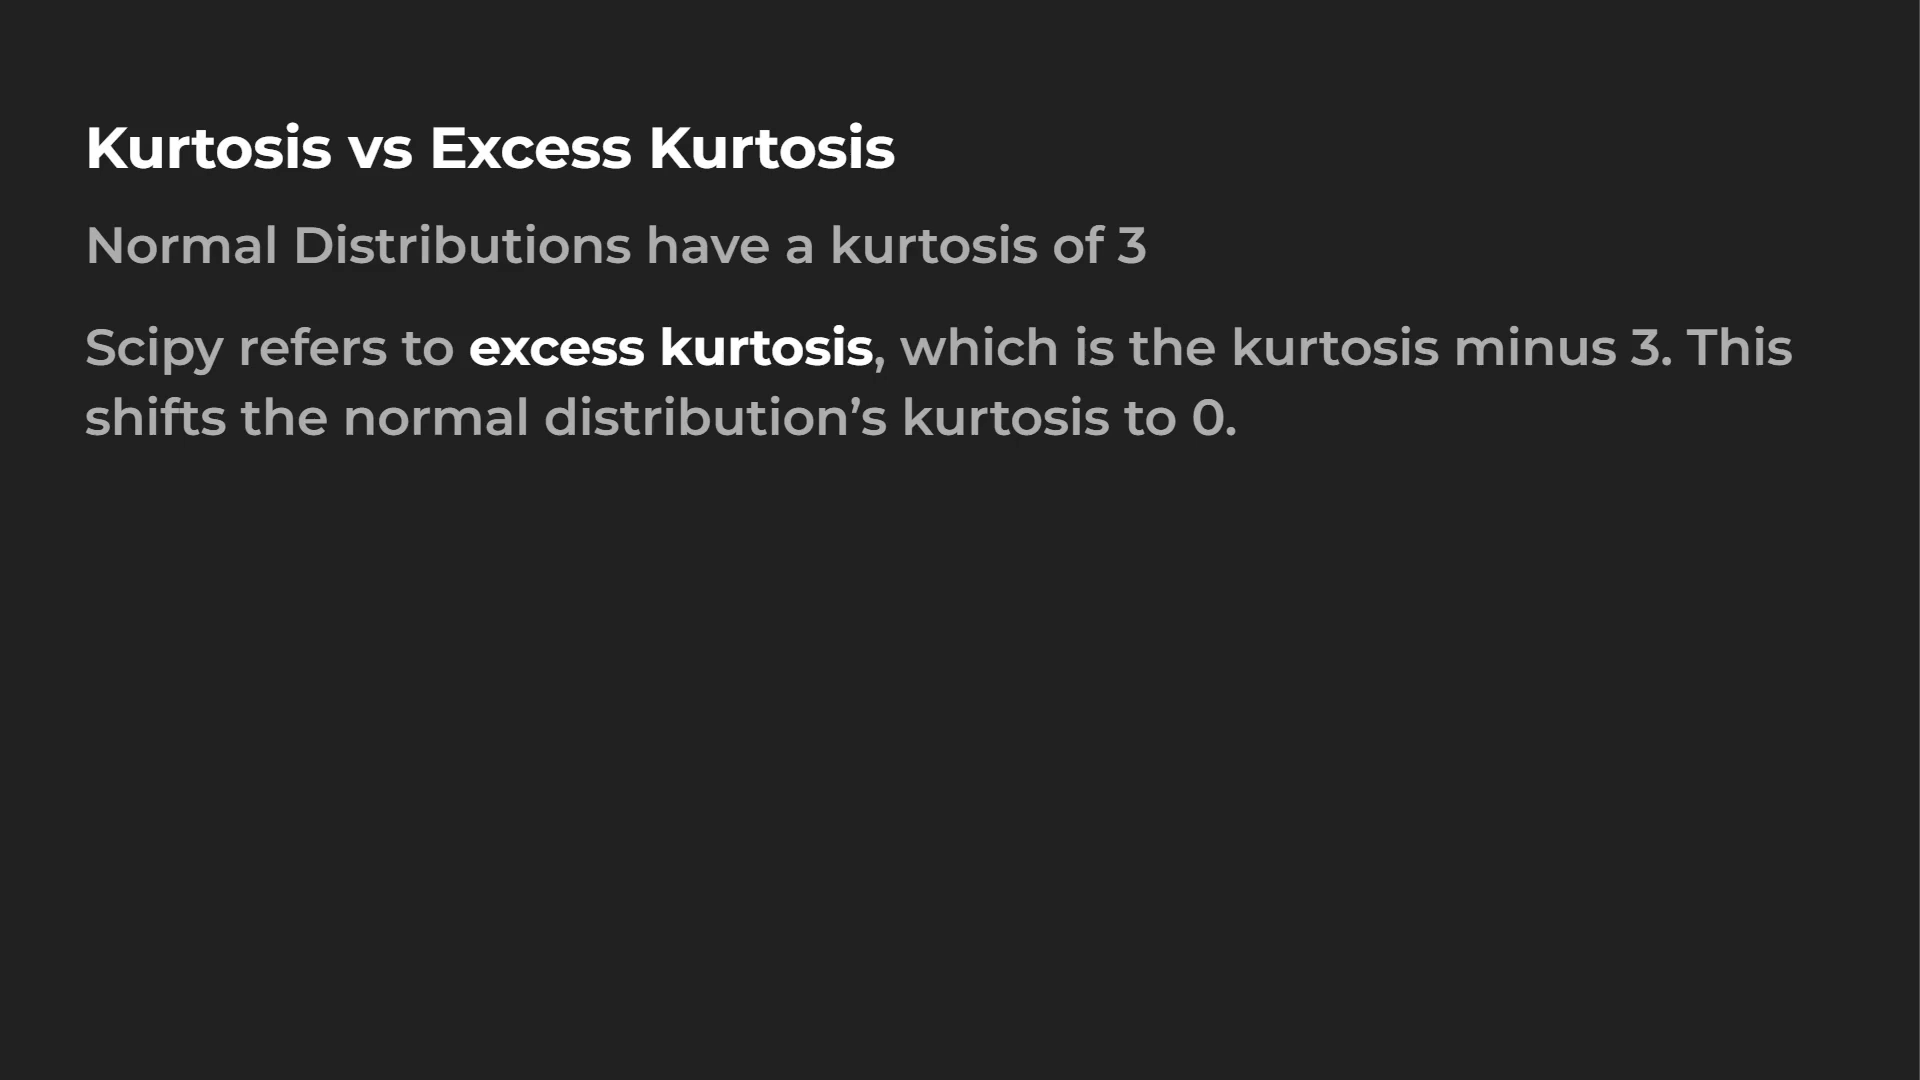 Kurtosis vs Excess Kurtosis
Normal Distributions have a kurtosis of 3
Scipy refers to excess kurtosis, which is the kurtosis minus 3. This
shifts the normal distribution’s kurtosis to 0.